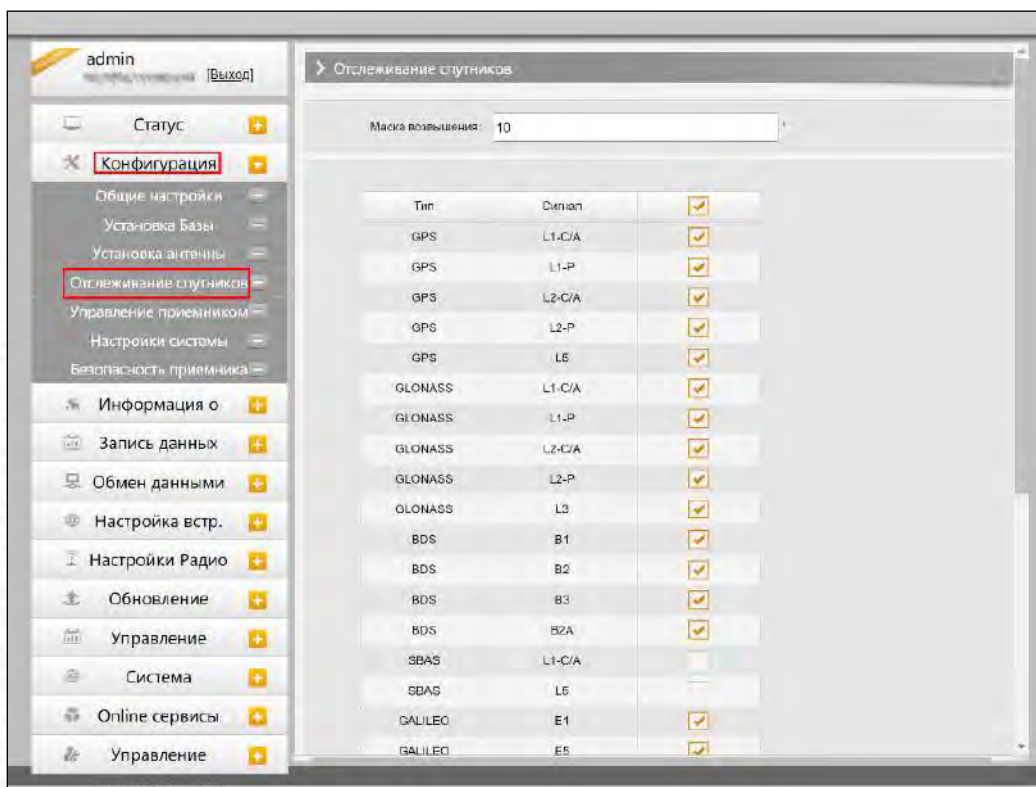 admin
[Выход]
Статус
Конфигурация
Общие настройки
Установка Базы
Установка антенны
Отслеживание спутников
Управление приемником
Настройки системы
Безопасность приемника
Информация о
Запись данных
Обмен данными
Настройка встр.
Настройки Радио
Обновление
Управление
Система
Online сервисы
Управление
Отслеживание спутников
Маска возвышения: 10 °
Тип Сигнал
GPS L1-C/A
GPS L1-P
GPS L2-C/A
GPS L2-P
GPS L5
GLONASS L1-C/A
GLONASS L1-P
GLONASS L2-C/A
GLONASS L2-P
GLONASS L3
BDS B1
BDS B2
BDS B3
BDS B2A
SBAS L1-C/A
SBAS L5
GALILEO E1
GALILEO E5